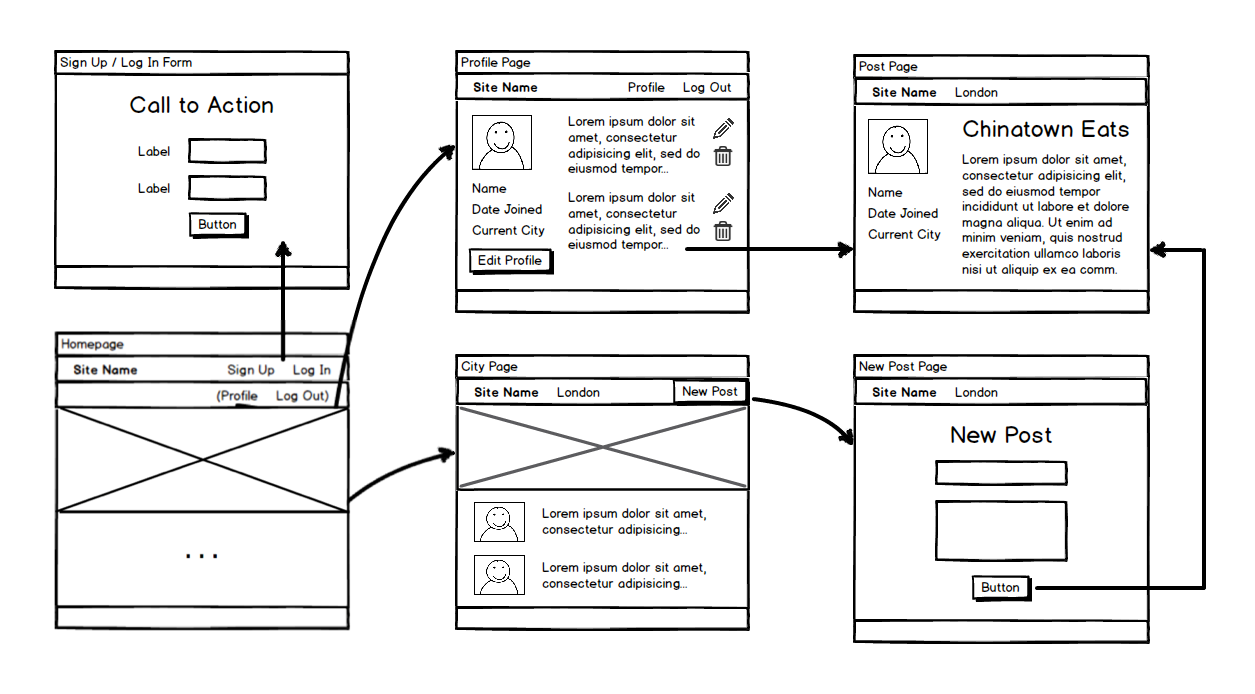 Sign Up / Log In Form
Call to Action
Label
Label
Button
Profile Page
Site Name Profile Log Out
Lorem ipsum dolor sit
amet, consectetur
adipisicing elit, sed do
eiusmod tempor...
Name
Date Joined
Current City
Edit Profile
Lorem ipsum dolor sit
amet, consectetur
adipisicing elit, sed do
eiusmod tempor...
Post Page
Site Name London
Chinatown Eats
Lorem ipsum dolor sit amet,
consectetur adipisicing elit,
sed do eiusmod tempor
incididunt ut labore et dolore
magna aliqua. Ut enim ad
minim veniam, quis nostrud
exercitation ullamco laboris
nisi ut aliquip ex ea comm.
Name
Date Joined
Current City
Homepage
Site Name Sign Up Log In
(Profile Log Out)
...
City Page
Site Name London New Post
Lorem ipsum dolor sit amet,
consectetur adipisicing...
Lorem ipsum dolor sit amet,
consectetur adipisicing...
New Post Page
Site Name London
New Post
Button